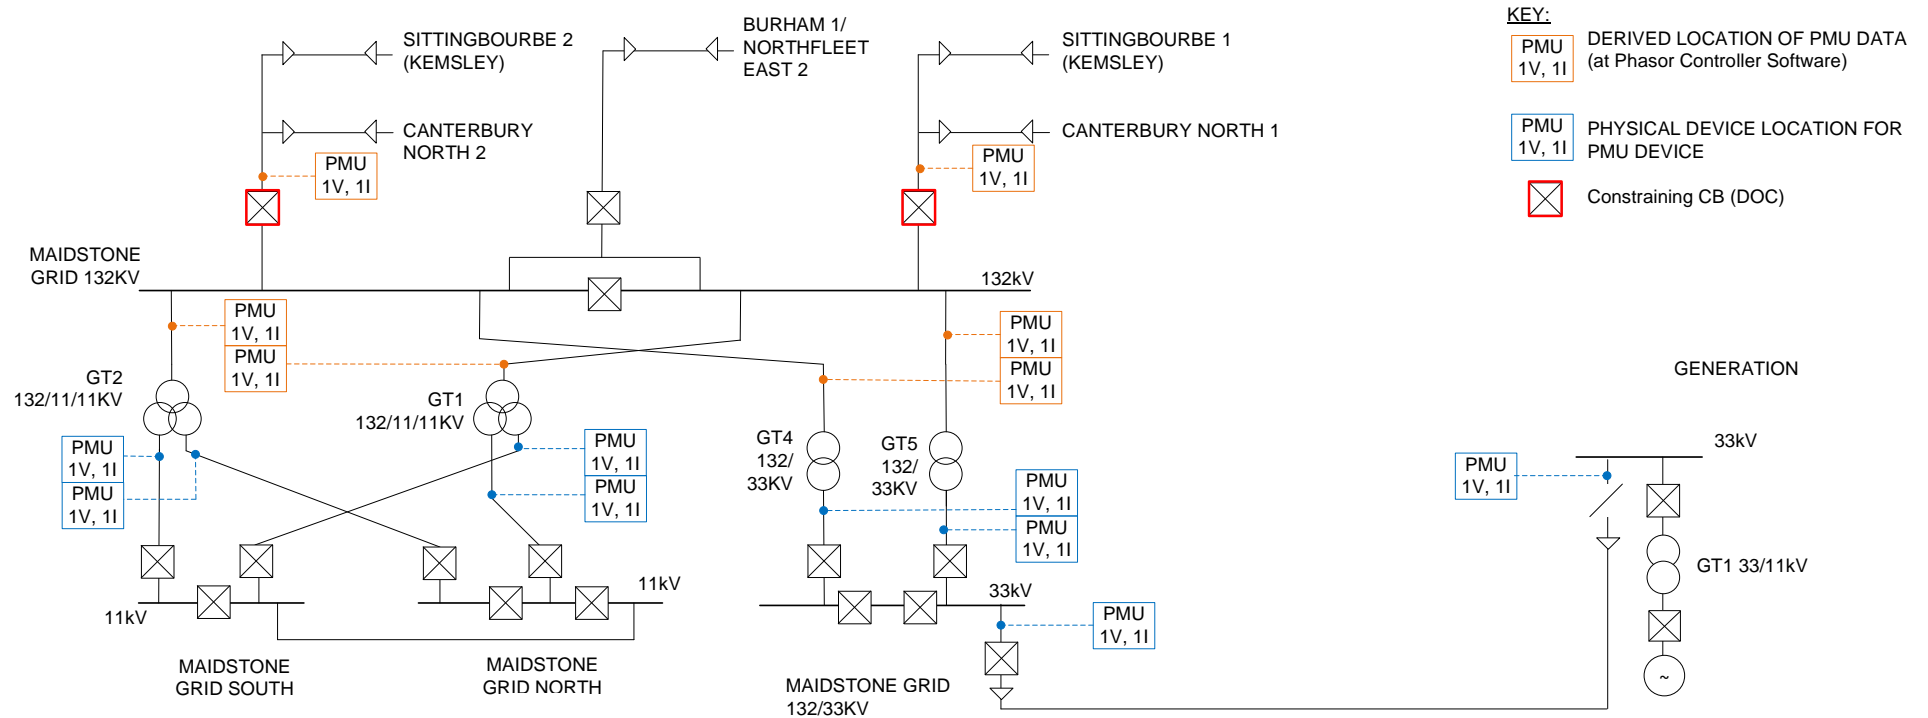 SITTINGBOURBE 2
(KEMSLEY)
CANTERBURY
NORTH 2
PMU
1V, 1I
BURHAM 1/
NORTHFLEET
EAST 2
SITTINGBOURBE 1
(KEMSLEY)
CANTERBURY NORTH 1
PMU
1V, 1I
KEY:
PMU
1V, 1I
DERIVED LOCATION OF PMU DATA
(at Phasor Controller Software)
PMU
1V, 1I
PHYSICAL DEVICE LOCATION FOR
PMU DEVICE
Constraining CB (DOC)
MAIDSTONE
GRID 132KV
132kV
PMU
1V, 1I
PMU
1V, 1I
PMU
1V, 1I
PMU
1V, 1I
GT2
132/11/11KV
GT1
132/11/11KV
GT4
132/
33KV
GT5
132/
33KV
PMU
1V, 1I
PMU
1V, 1I
PMU
1V, 1I
PMU
1V, 1I
PMU
1V, 1I
PMU
1V, 1I
GENERATION
33kV
PMU
1V, 1I
GT1 33/11kV
~
11kV
11kV
33kV
PMU
1V, 1I
MAIDSTONE
GRID SOUTH
MAIDSTONE
GRID NORTH
MAIDSTONE GRID
132/33KV